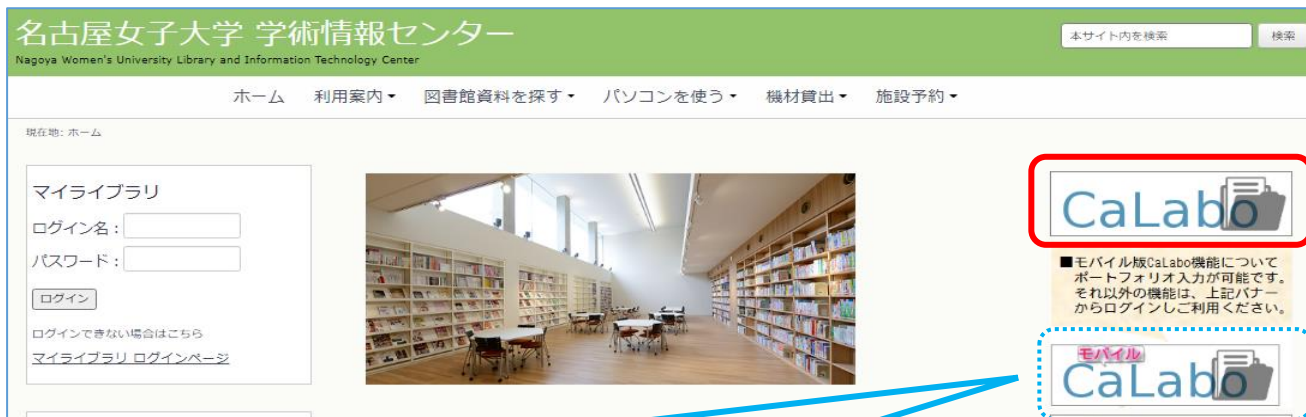 名古屋女子大学 学術情報センター
Nagoya Women's University Library and Information Technology Center
本サイト内を検索
検索
ホーム 利用案内▼ 図書館資料を探す▼ パソコンを使う▼ 機材貸出▼ 施設予約▼
現在地: ホーム
マイライブラリ
ログイン名：
パスワード：
ログイン
ログインできない場合はこちら
マイライブラリ ログインページ
CaLabo
■モバイル版CaLabo機能について
ポートフォリオ入力が可能です。
それ以外の機能は、上記バナー
からログインしご利用ください。
モバイル
CaLabo